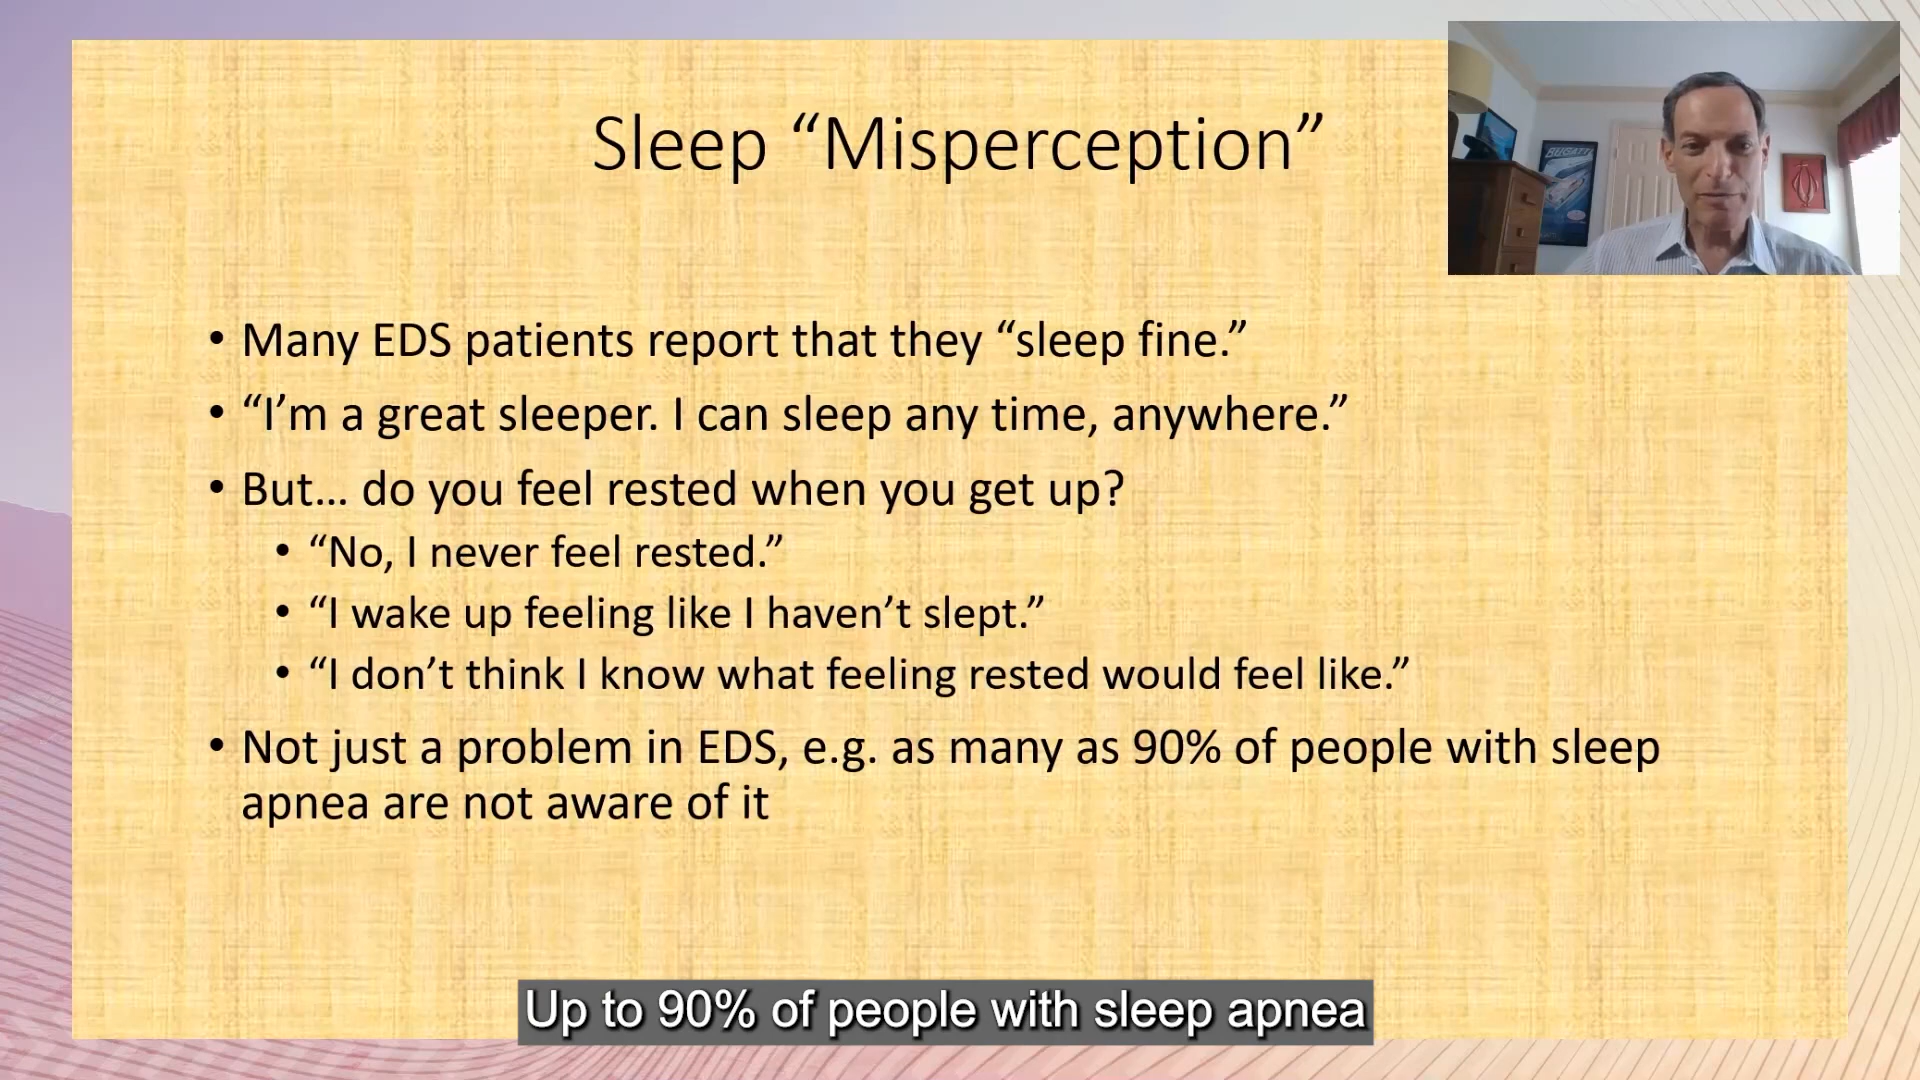 Sleep “Misperception”
BUGATTI
• Many EDS patients report that they “sleep fine.”
• “I’m a great sleeper. I can sleep any time, anywhere.”
• But... do you feel rested when you get up?
• “No, I never feel rested.”
• “I wake up feeling like I haven’t slept.”
• “I don’t think I know what feeling rested would feel like.”
• Not just a problem in EDS, e.g. as many as 90% of people with sleep
apnea are not aware of it
Up to 90% of people with sleep apnea